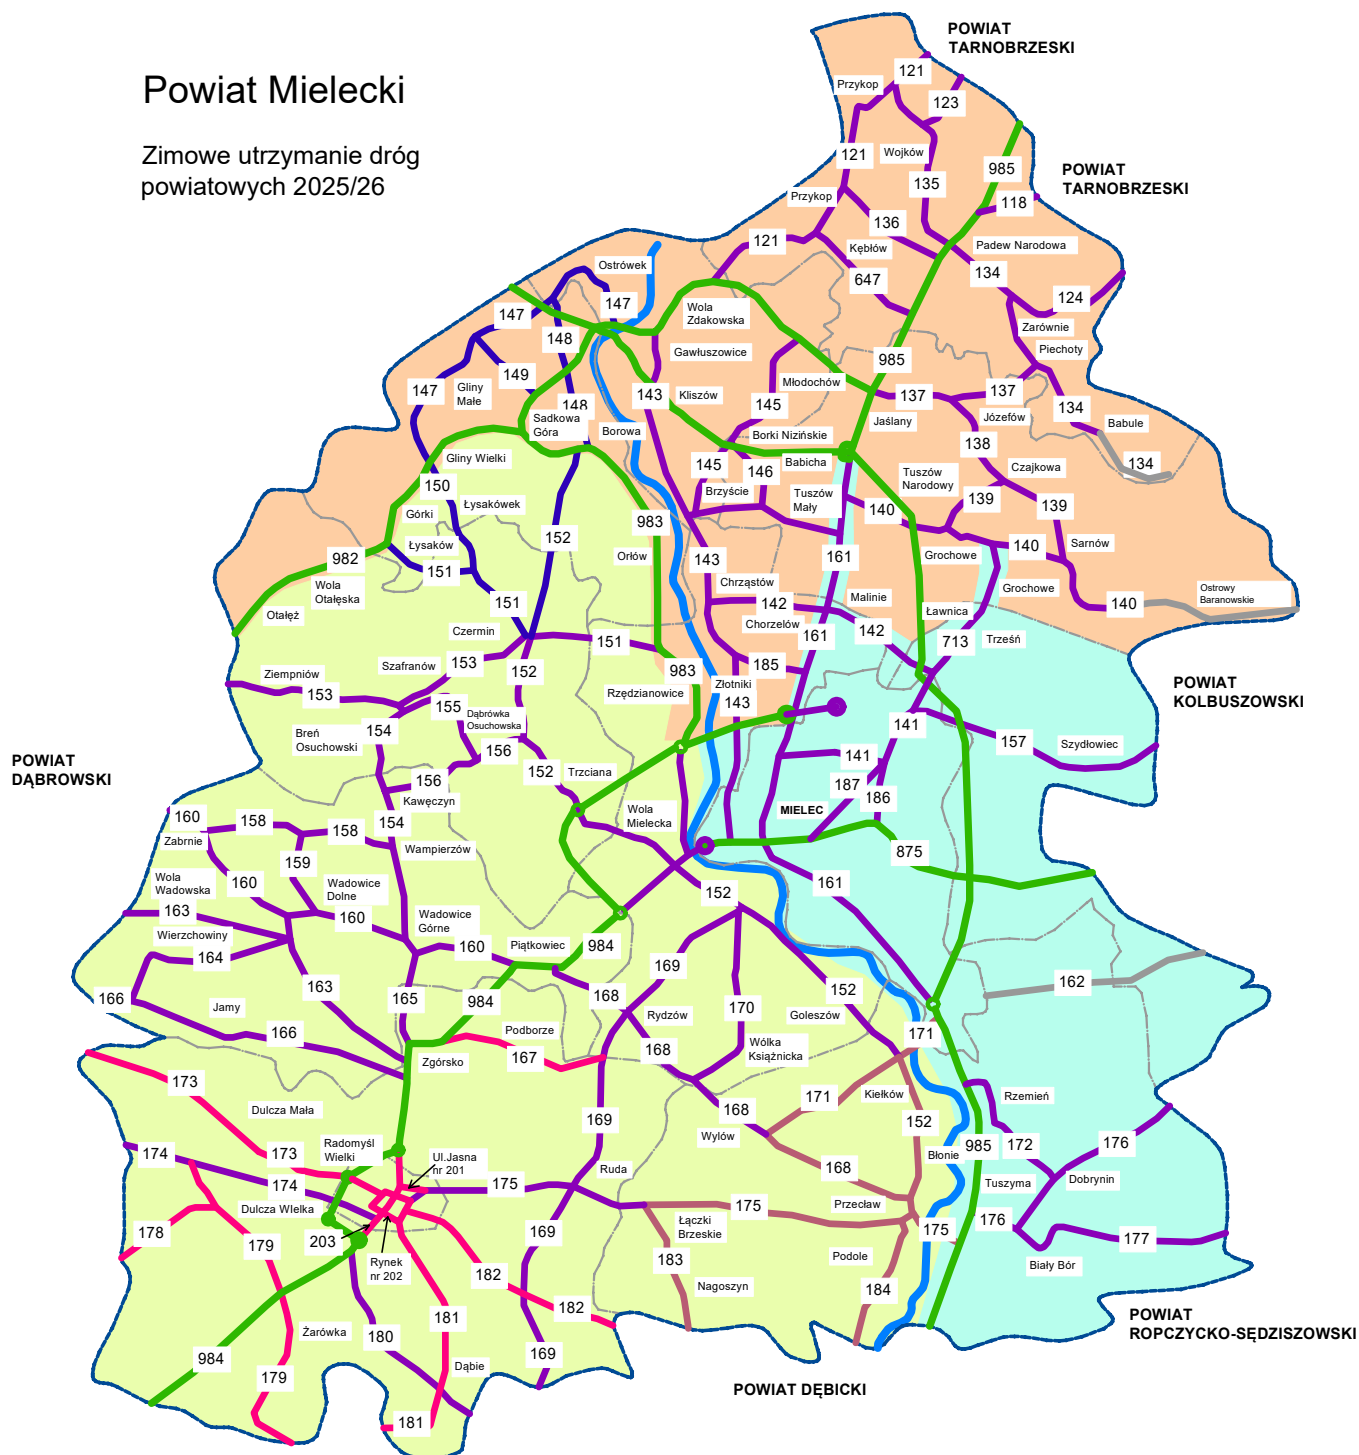 POWIAT
TARNOBRZESKI
Powiat Mielecki
Zimowe utrzymanie dróg
powiatowych 2025/26
121
Przykop
123
121
Wojków
985
POWIAT
TARNOBRZESKI
135
Przykop
118
136
121
Kębłów
Padew Narodowa
134
Ostrówek
647
124
147
147
Wola
Zdakowska
Zarównie
148
Piechoty
Gawłuszowice
985
149
147
Gliny
Małe
143
Kliszów
Młodochów
137
137
148
145
134
Sadkowa
Góra
Borowa
Jaślany
Józefów
Babule
Borki Nizińskie
138
Gliny Wielki
145
146
Babicha
Tuszów
Narodowy
Czajkowa
134
150
Brzyście
Tuszów
Mały
139
139
Łysakówek
Górki
140
983
152
Łysaków
Orłów
140
Sarnów
982
143
161
Grochowe
151
Chrząstów
Wola
Otałęska
Grochowe
Ostrowy
Baranowskie
151
142
Malinie
140
Otałęż
Ławnica
Chorzelów
Czermin
142
161
151
713
Trześń
Szafranów
153
185
152
983
Ziempniów
Złotniki
POWIAT
KOLBUSZOWSKI
153
Rzędzianowice
143
155
Dąbrówka
Osuchowska
154
141
Breń
Osuchowski
157
Szydłowiec
156
141
POWIAT
DĄBROWSKI
152
Trzciana
156
187
186
Kawęczyn
MIELEC
160
158
Wola
Mielecka
158
154
Zabrnie
Wampierzów
875
159
Wola
Wadowska
160
Wadowice
Dolne
161
152
163
160
Wadowice
Górne
Wierzchowiny
Piątkowiec
984
164
169
163
160
162
152
166
165
984
168
170
Jamy
Rydzów
Goleszów
166
Podborze
171
Wólka
Książnicka
167
168
Zgórsko
173
171
Kiełków
Rzemień
Dulcza Mała
168
169
152
Wylów
172
176
Radomyśl
Wielki
985
174
173
Ul.Jasna
nr 201
Błonie
Ruda
168
Dobrynin
174
175
Tuszyma
Dulcza Wielka
175
Przecław
178
Łączki
Brzeskie
176
203
179
169
175
177
Rynek
nr 202
183
Podole
Biały Bór
182
Nagoszyn
184
182
181
POWIAT
ROPCZYCKO-SĘDZISZOWSKI
Żarówka
180
984
169
Dąbie
179
POWIAT DĘBICKI
181